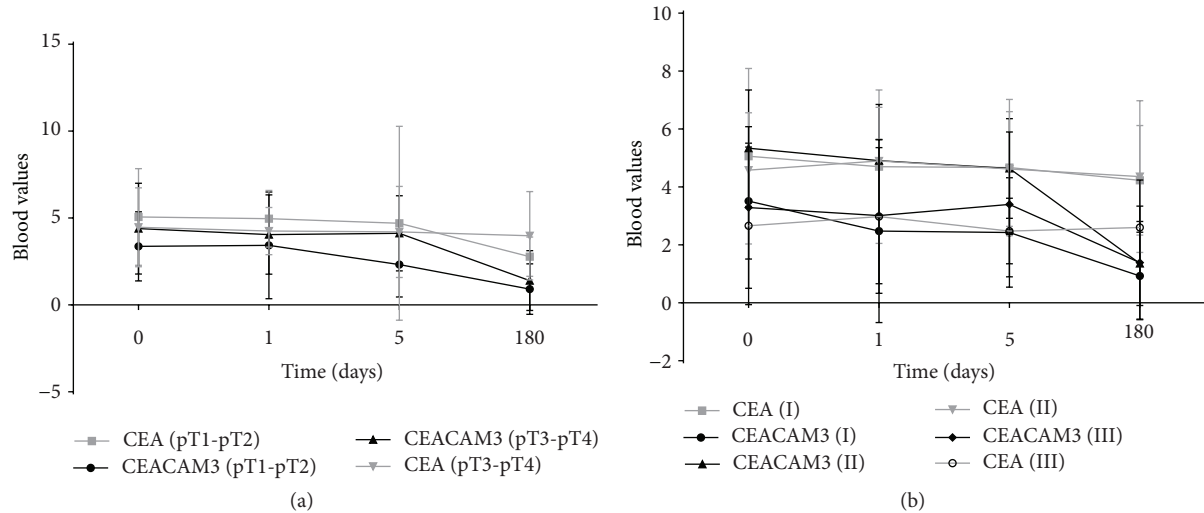 15
10
5
0
−5
Blood values
0 1 5 180
Time (days)
CEA (pT1-pT2)
CEACAM3 (pT1-pT2)
CEACAM3 (pT3-pT4)
CEA (pT3-pT4)
(a)
10
8
6
4
2
0
−2
Blood values
0 1 5 180
Time (days)
CEA (I)
CEACAM3 (I)
CEACAM3 (II)
CEA (II)
CEACAM3 (III)
CEA (III)
(b)